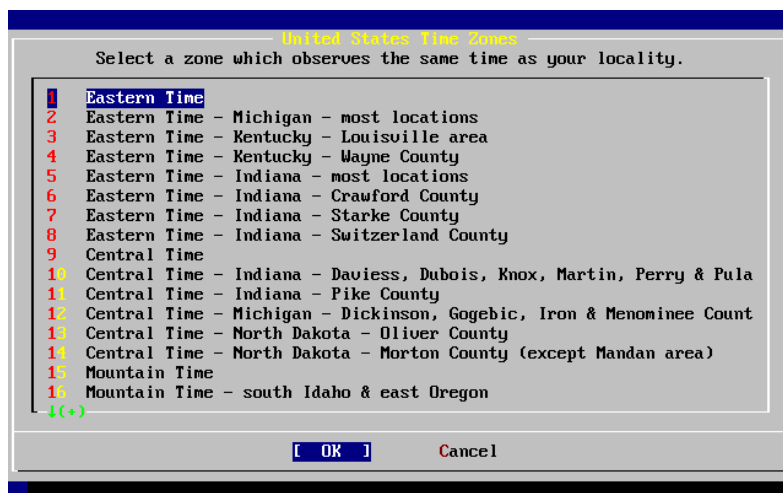 United States Time Zones
Select a zone which observes the same time as your locality.
1 Eastern Time
2 Eastern Time - Michigan - most locations
3 Eastern Time - Kentucky - Louisville area
4 Eastern Time - Kentucky - Wayne County
5 Eastern Time - Indiana - most locations
6 Eastern Time - Indiana - Crawford County
7 Eastern Time - Indiana - Starke County
8 Eastern Time - Indiana - Switzerland County
9 Central Time
10 Central Time - Indiana - Daviess, Dubois, Knox, Martin, Perry & Pula
11 Central Time - Indiana - Pike County
12 Central Time - Michigan - Dickinson, Gogebic, Iron & Menominee Count
13 Central Time - North Dakota - Oliver County
14 Central Time - North Dakota - Morton County (except Mandan area)
15 Mountain Time
16 Mountain Time - south Idaho & east Oregon
↓(+)
[ OK ] Cancel